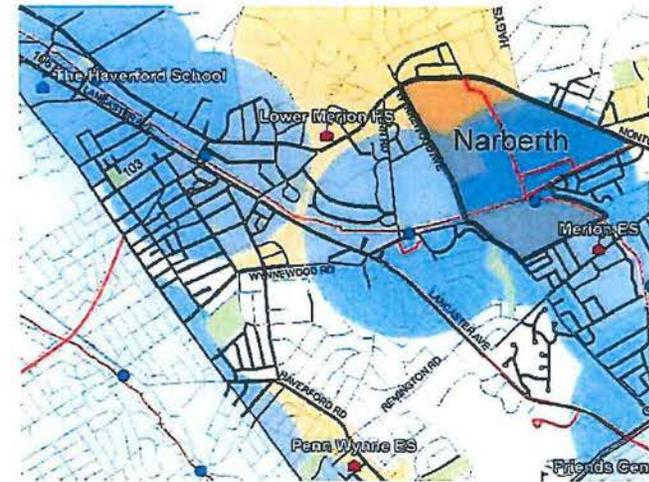 HAGYS
The Haverford School
LANCASTER AVE
Lower Merion HS
Narberth
103
Merion ES
WYNNEWOOD RD
LANCASTER AVE
REMINGTON RD
HAVERFORD RD
Penn Wynne ES
Friends Cen